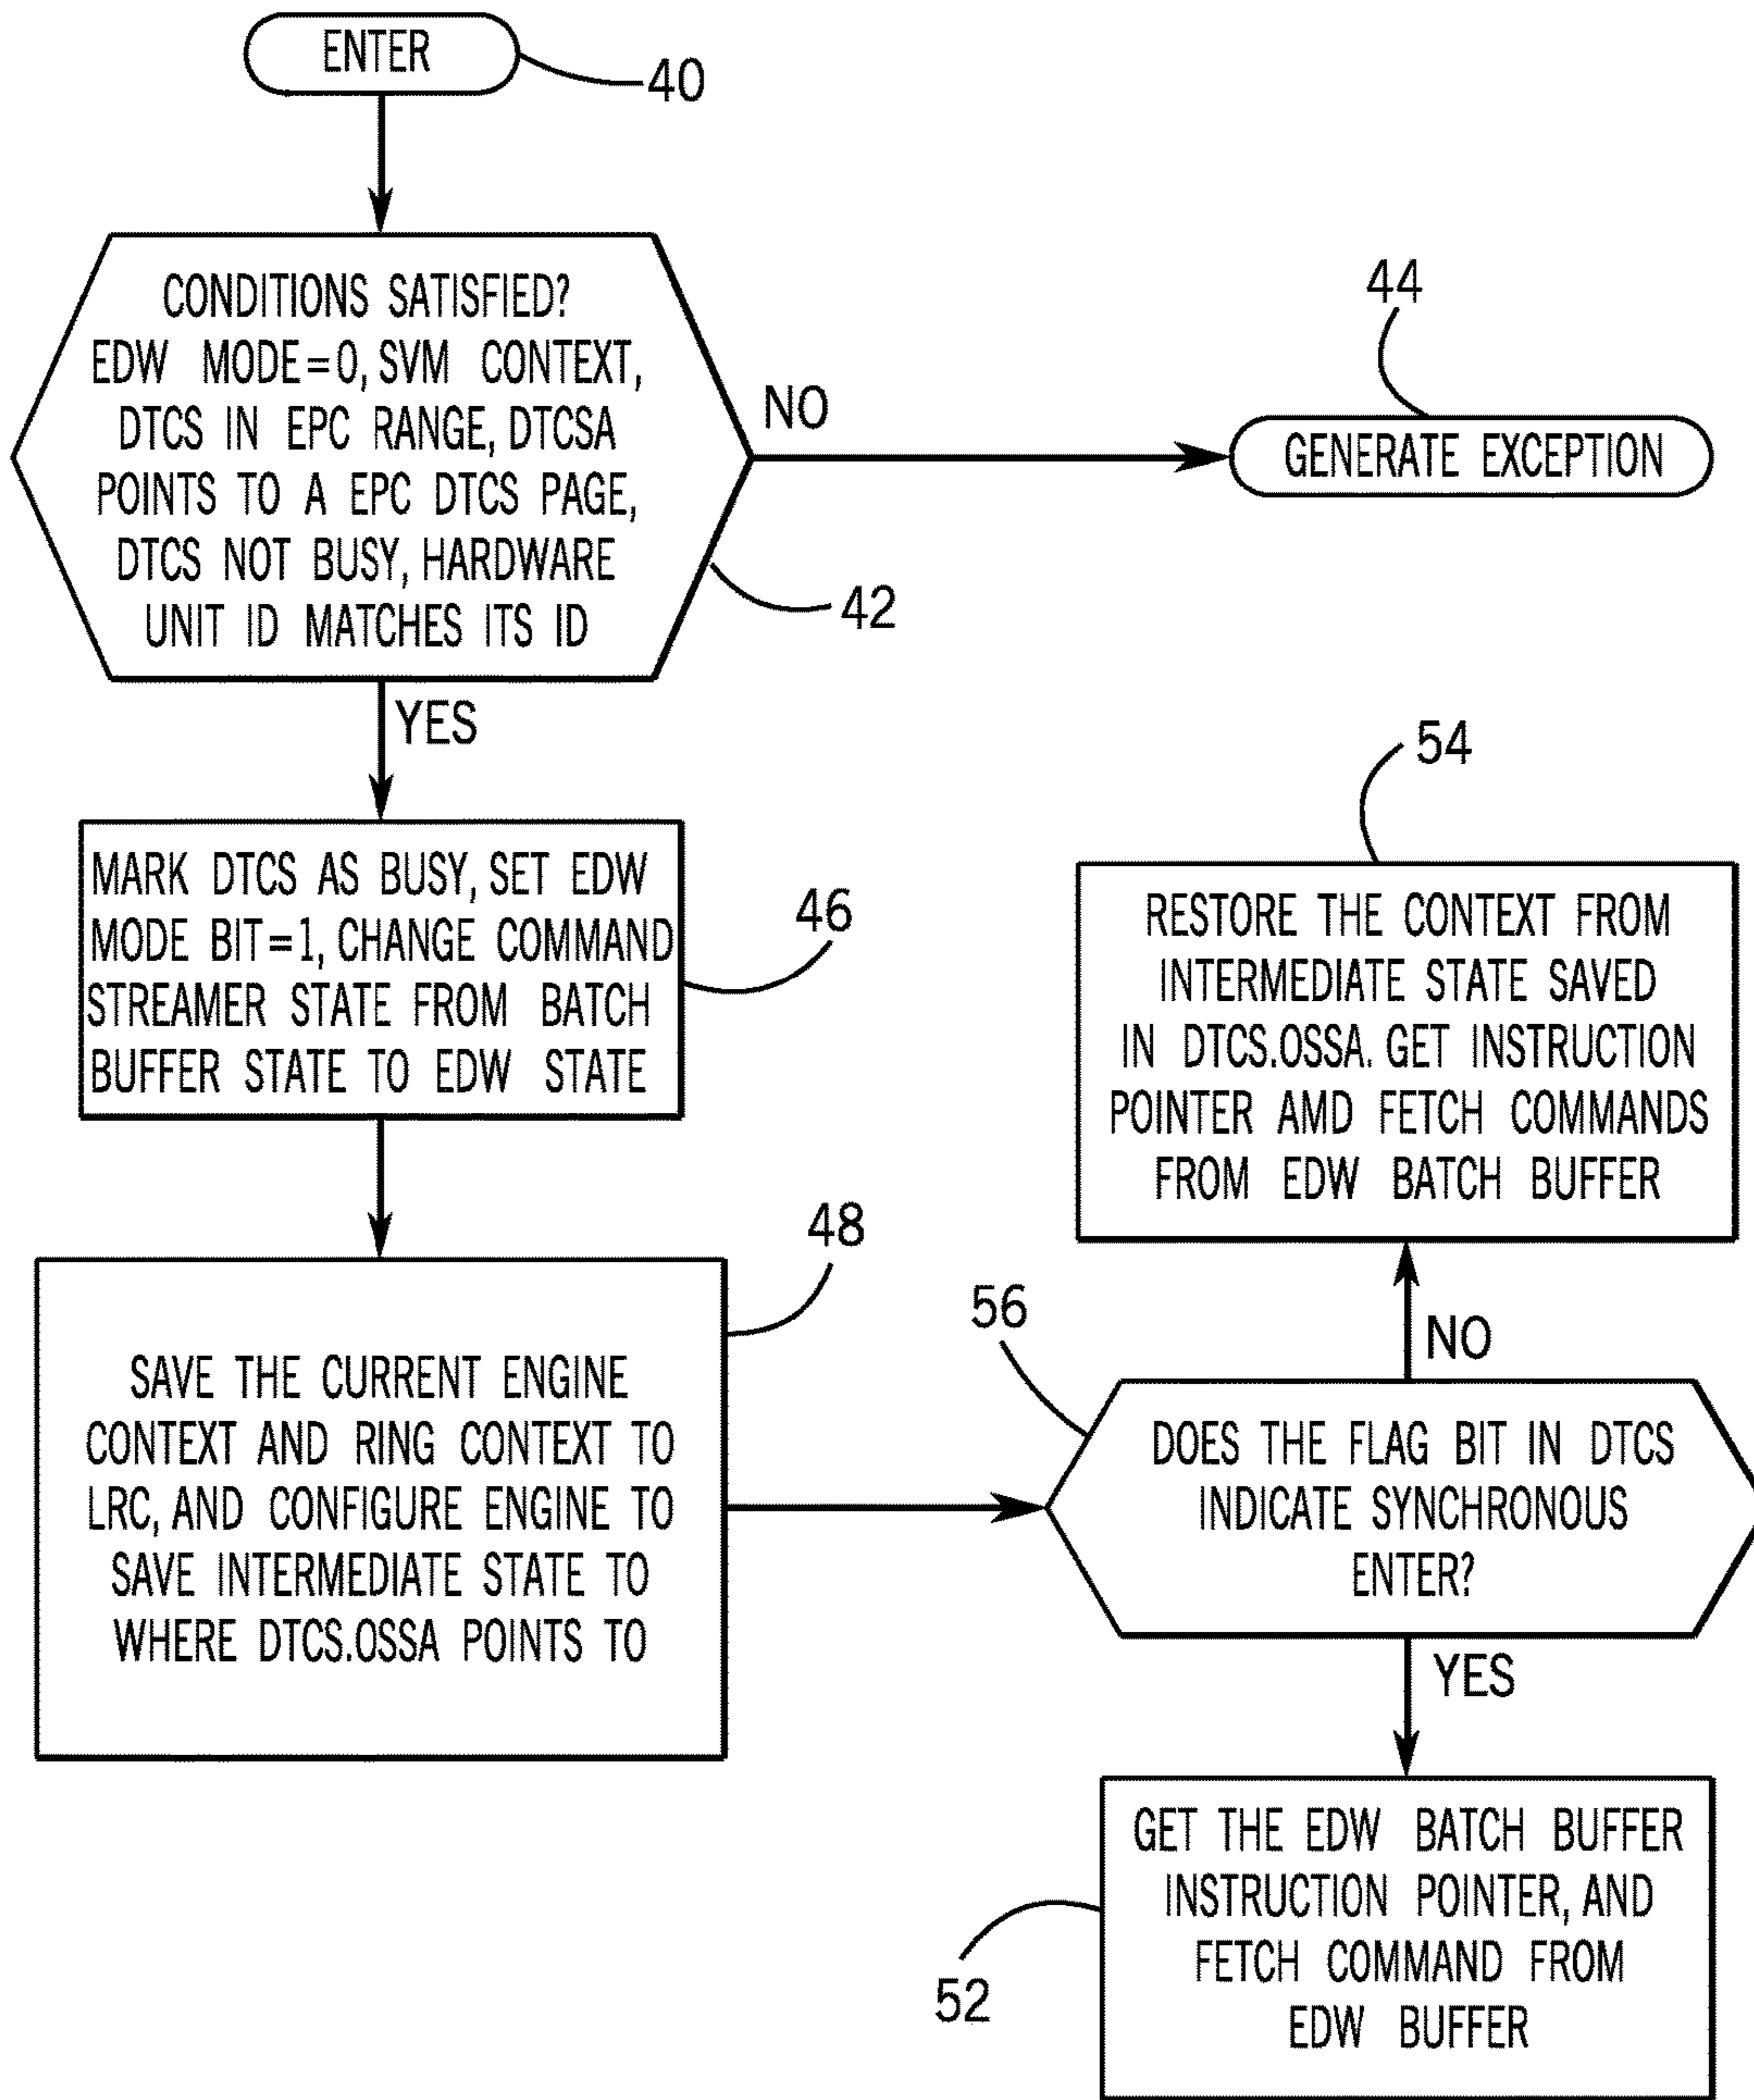 ENTER
40
CONDITIONS SATISFIED?
EDW MODE=0, SVM CONTEXT,
DTCS IN EPC RANGE, DTCSA
POINTS TO A EPC DTCS PAGE,
DTCS NOT BUSY, HARDWARE
UNIT ID MATCHES ITS ID
42
NO
44
GENERATE EXCEPTION
YES
MARK DTCS AS BUSY, SET EDW
MODE BIT=1, CHANGE COMMAND
STREAMER STATE FROM BATCH
BUFFER STATE TO EDW STATE
46
SAVE THE CURRENT ENGINE
CONTEXT AND RING CONTEXT TO
LRC, AND CONFIGURE ENGINE TO
SAVE INTERMEDIATE STATE TO
WHERE DTCS.OSSA POINTS TO
48
54
RESTORE THE CONTEXT FROM
INTERMEDIATE STATE SAVED
IN DTCS.OSSA. GET INSTRUCTION
POINTER AMD FETCH COMMANDS
FROM EDW BATCH BUFFER
NO
56
DOES THE FLAG BIT IN DTCS
INDICATE SYNCHRONOUS
ENTER?
YES
GET THE EDW BATCH BUFFER
INSTRUCTION POINTER, AND
FETCH COMMAND FROM
EDW BUFFER
52